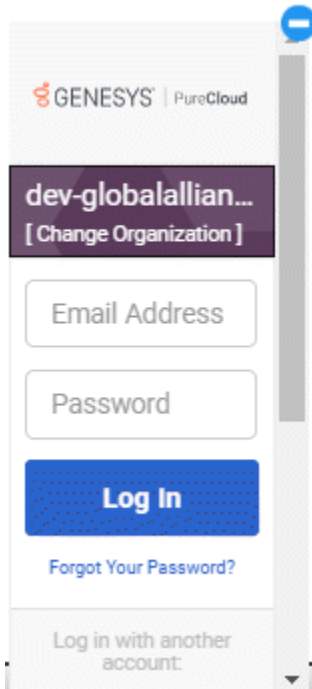 GENESYS | PureCloud
dev-globalallian...
[ Change Organization ]
Email Address
Password
Log In
Forgot Your Password?
Log in with another
account: